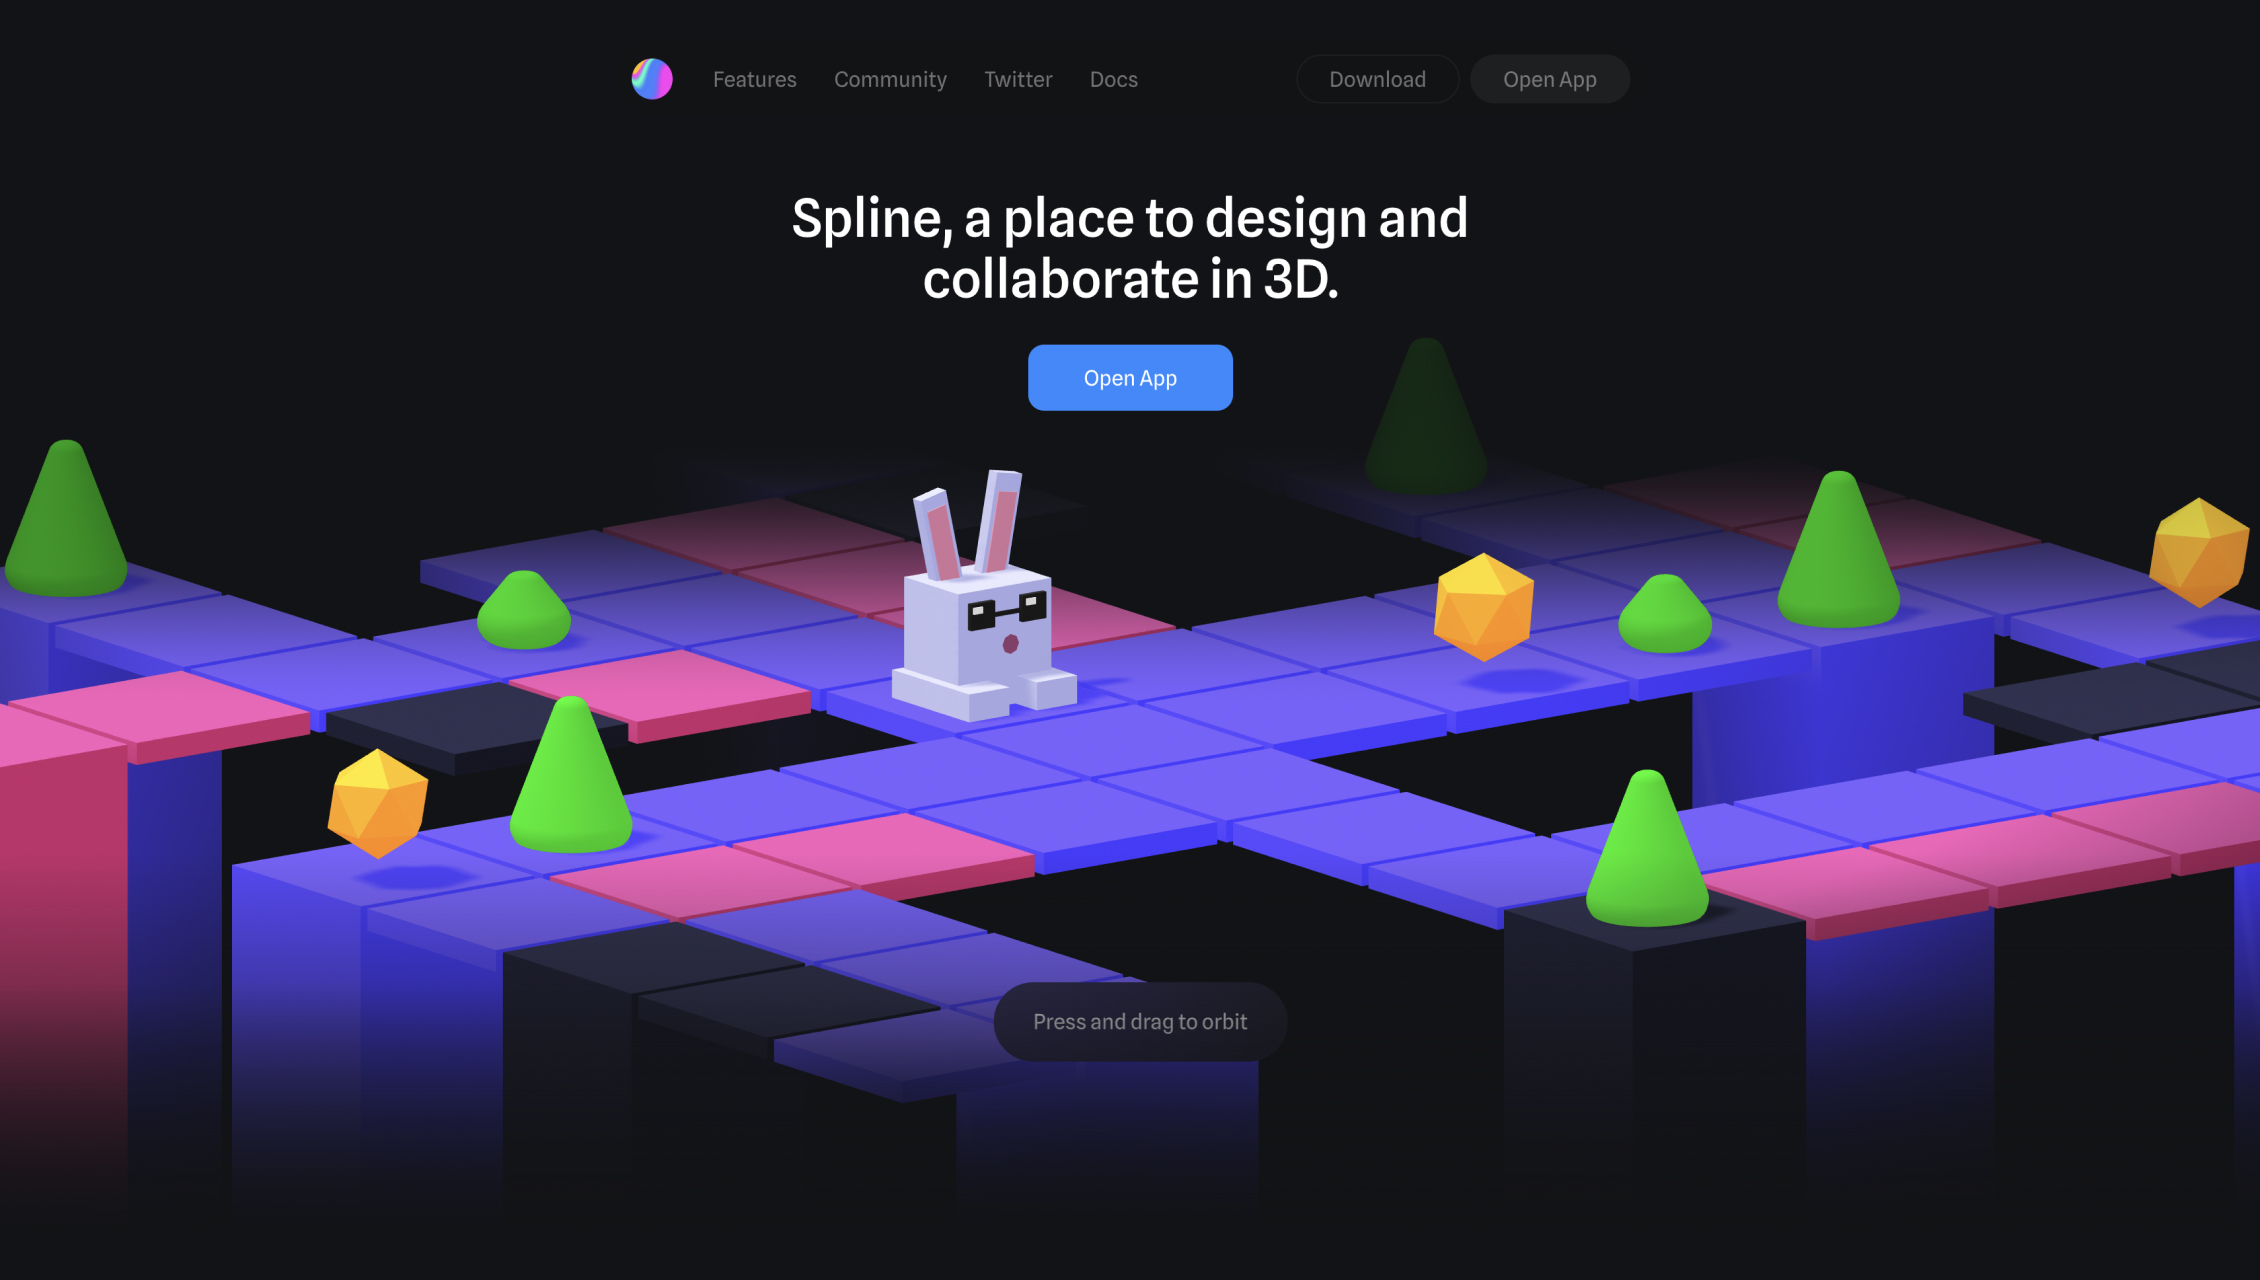 Features Community Twitter Docs Download Open App
Spline, a place to design and
collaborate in 3D.
Open App
Press and drag to orbit